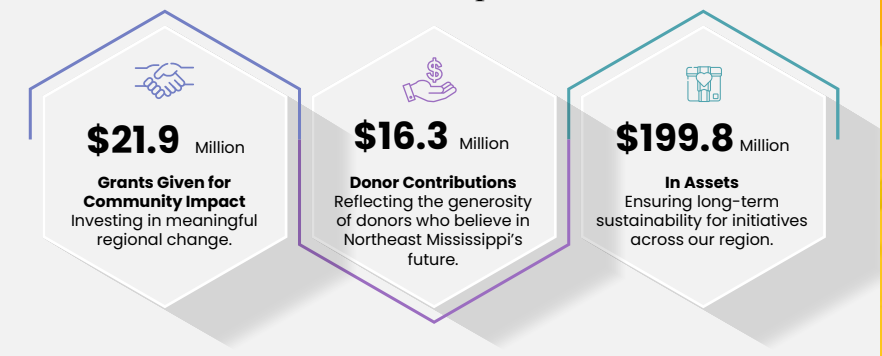 $21.9 Million
Grants Given for
Community Impact
Investing in meaningful
regional change.
$16.3 Million
Donor Contributions
Reflecting the generosity
of donors who believe in
Northeast Mississippi's
future.
$199.8 Million
In Assets
Ensuring long-term
sustainability for initiatives
across our region.